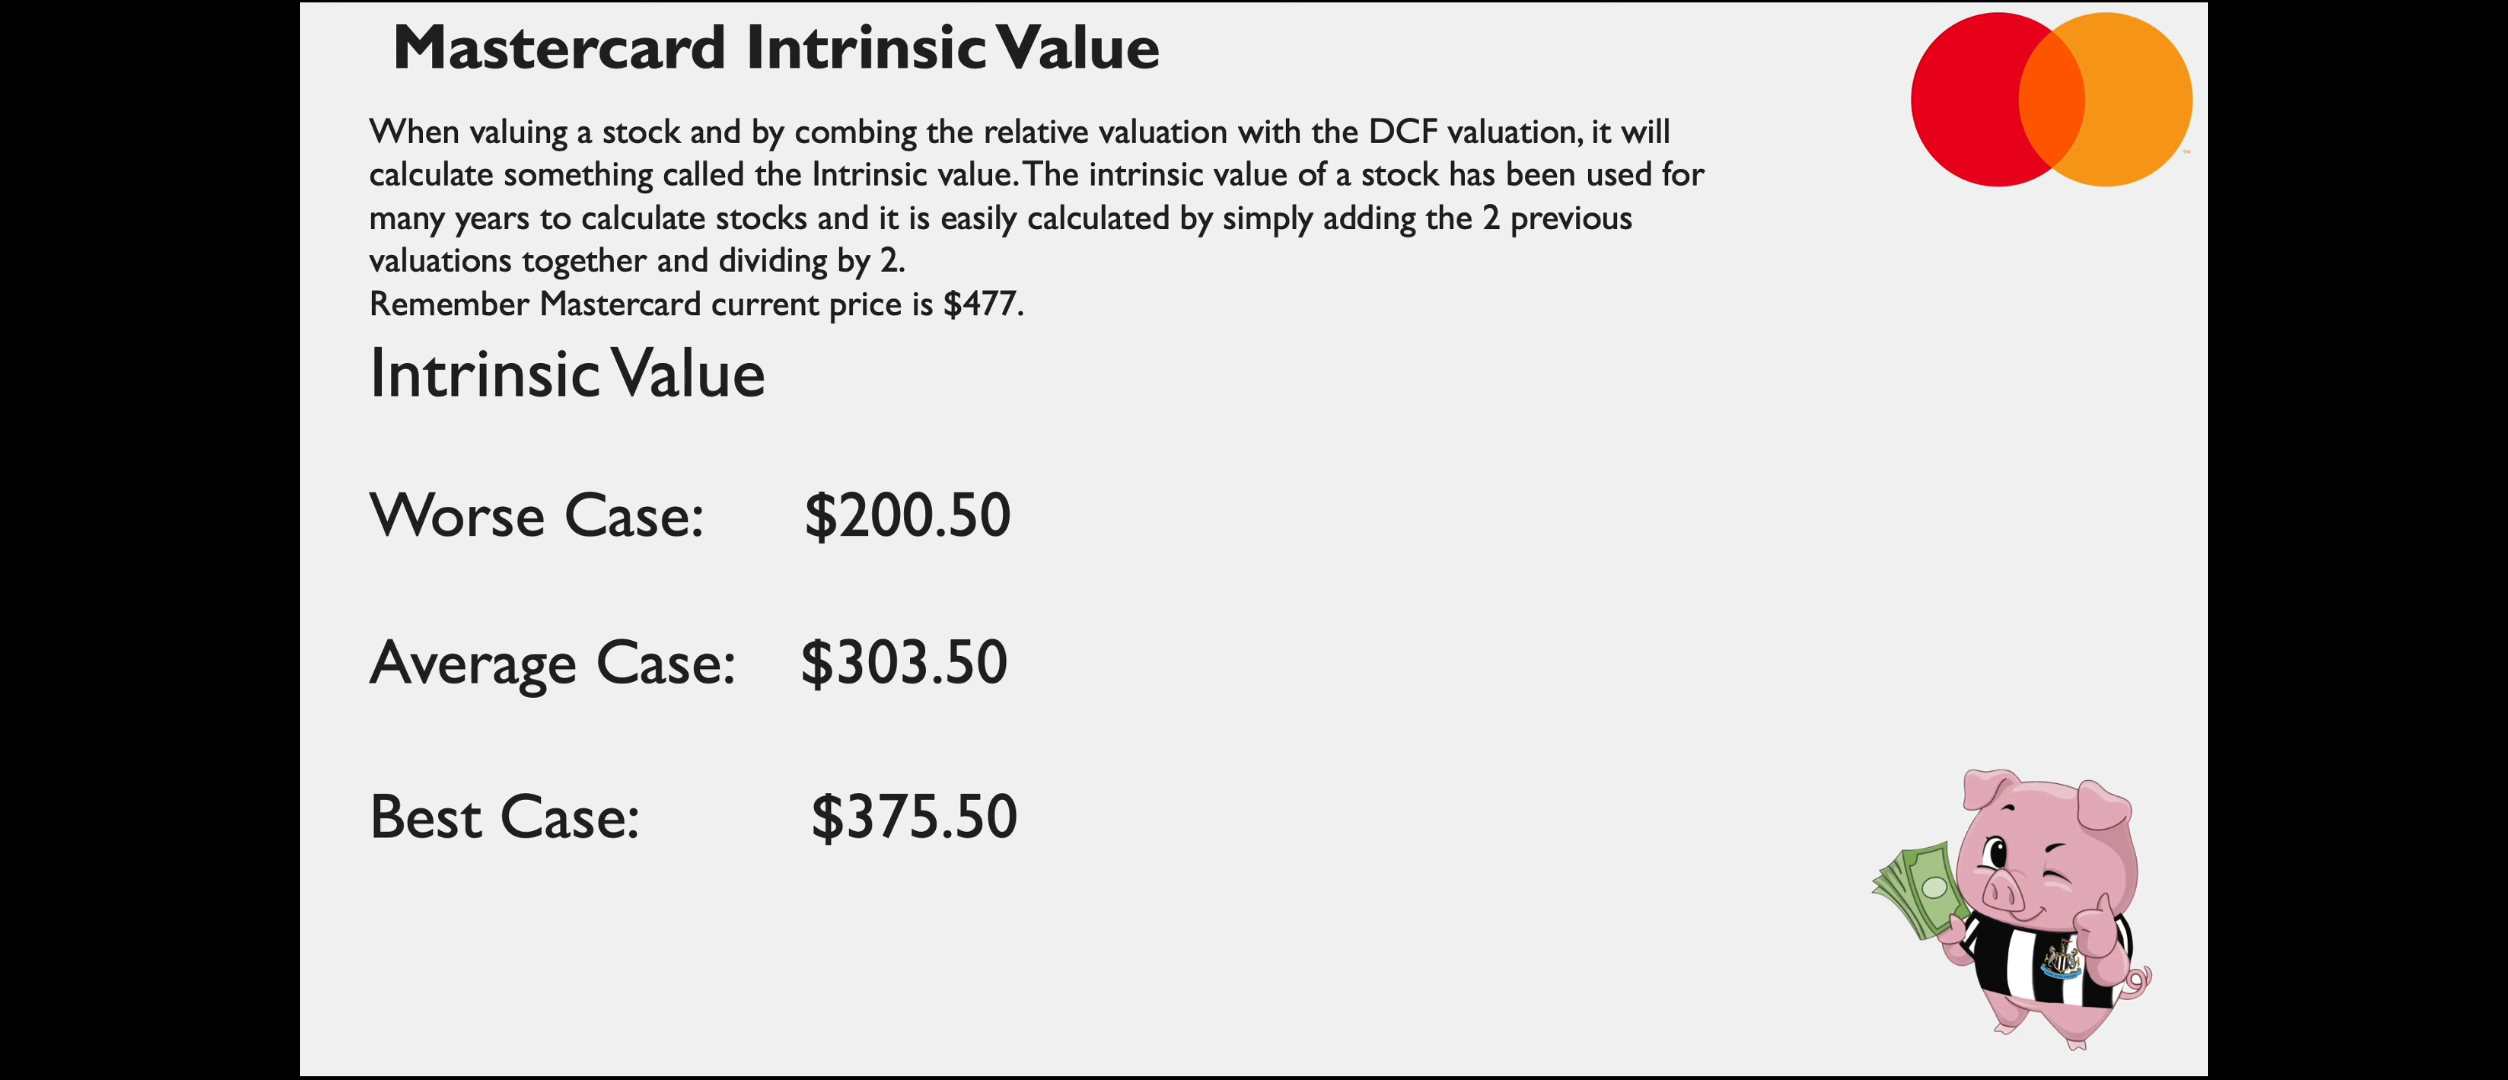 Mastercard Intrinsic Value
When valuing a stock and by combing the relative valuation with the DCF valuation, it will
calculate something called the Intrinsic value. The intrinsic value of a stock has been used for
many years to calculate stocks and it is easily calculated by simply adding the 2 previous
valuations together and dividing by 2.
Remember Mastercard current price is $477.
Intrinsic Value
Worse Case: $200.50
Average Case: $303.50
Best Case: $375.50